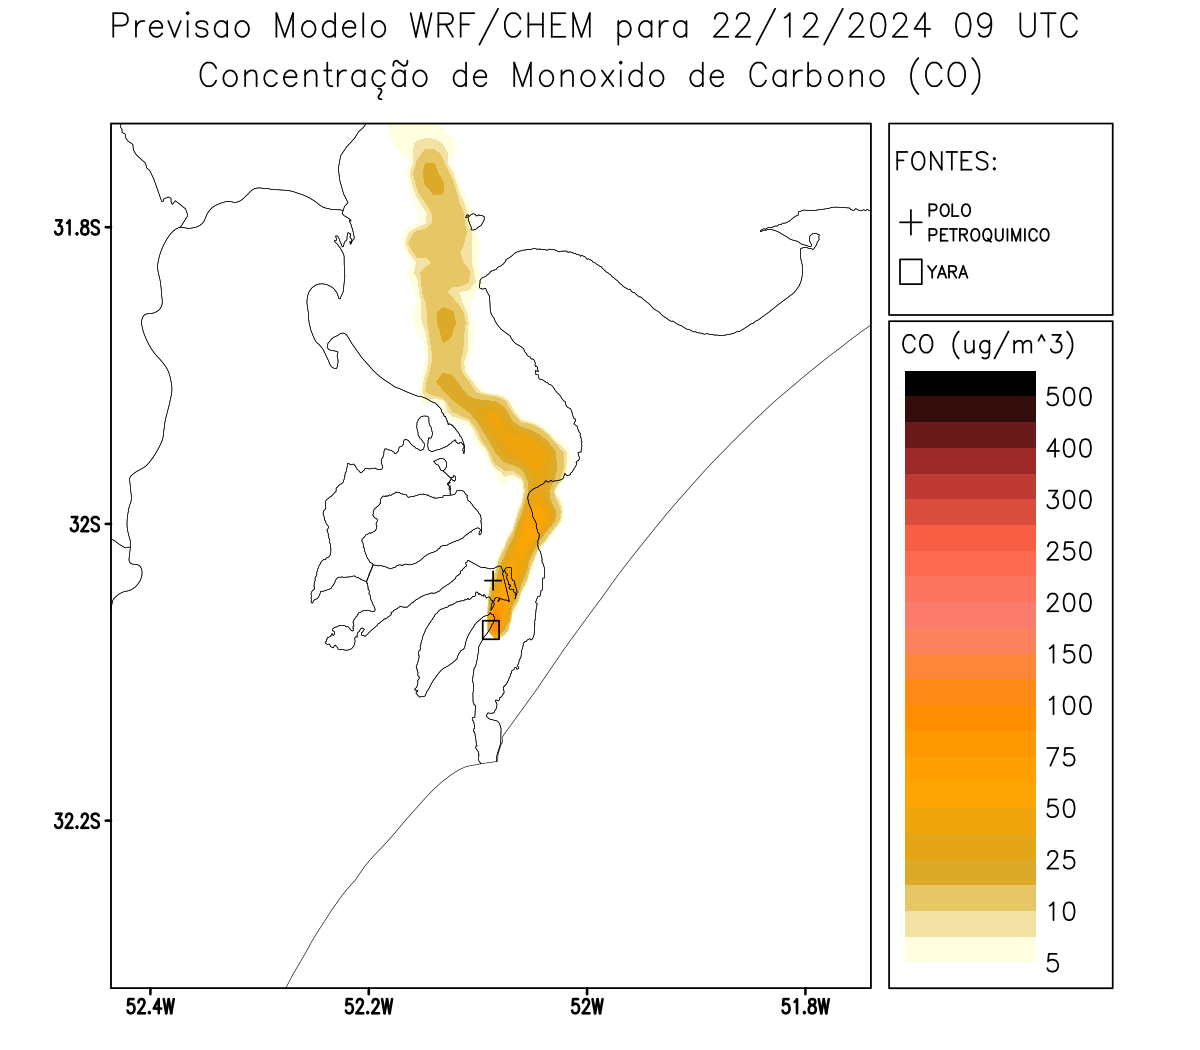 Previsao Modelo WRF/CHEM para 22/12/2024 09 UTC
Concentração de Monoxido de Carbono (CO)
FONTES:
POLO
PETROQUIMICO
YARA
CO (ug/m^3)
500
400
300
250
200
150
100
75
50
25
10
5
31.8S
32S
32.2S
52.4W
52.2W
52W
51.8W